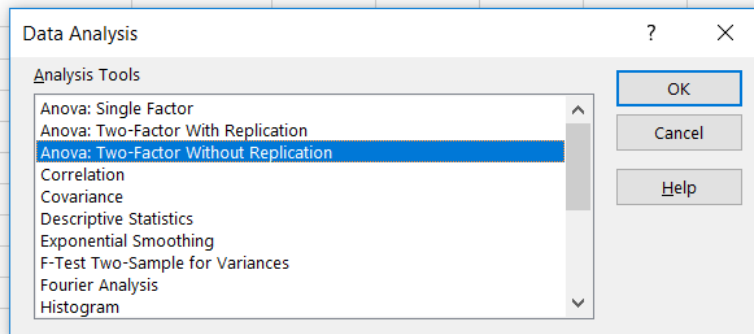 Data Analysis
?
Analysis Tools
Anova: Single Factor
Anova: Two-Factor With Replication
Anova: Two-Factor Without Replication
Correlation
Covariance
Descriptive Statistics
Exponential Smoothing
F-Test Two-Sample for Variances
Fourier Analysis
Histogram
OK
Cancel
Help